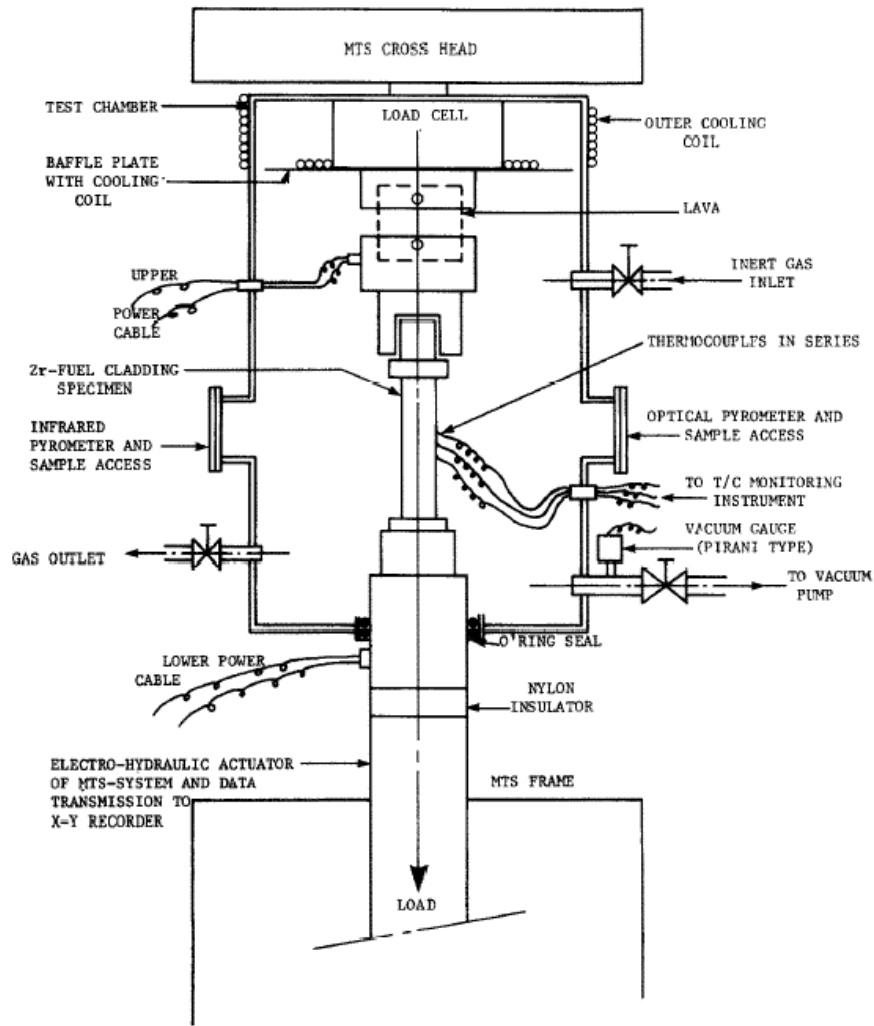 MTS CROSS HEAD
TEST CHAMBER
LOAD CELL
OUTER COOLING
COIL
BAFFLE PLATE
WITH COOLING
COIL
LAVA
UPPER
POWER
CABLE
INERT GAS
INLET
THERMOCOUPLES IN SERIES
Zr-FUEL CLADDING
SPECIMEN
INFRARED
PYROMETER AND
SAMPLE ACCESS
OPTICAL PYROMETER AND
SAMPLE ACCESS
TO T/C MONITORING
INSTRUMENT
VACUUM GAUGE
(PIRANI TYPE)
GAS OUTLET
TO VACUUM
PUMP
O'RING SEAL
LOWER POWER
CABLE
NYLON
INSULATOR
ELECTRO-HYDRAULIC ACTUATOR
OF MTS-SYSTEM AND DATA
TRANSMISSION TO
X-Y RECORDER
MTS FRAME
LOAD